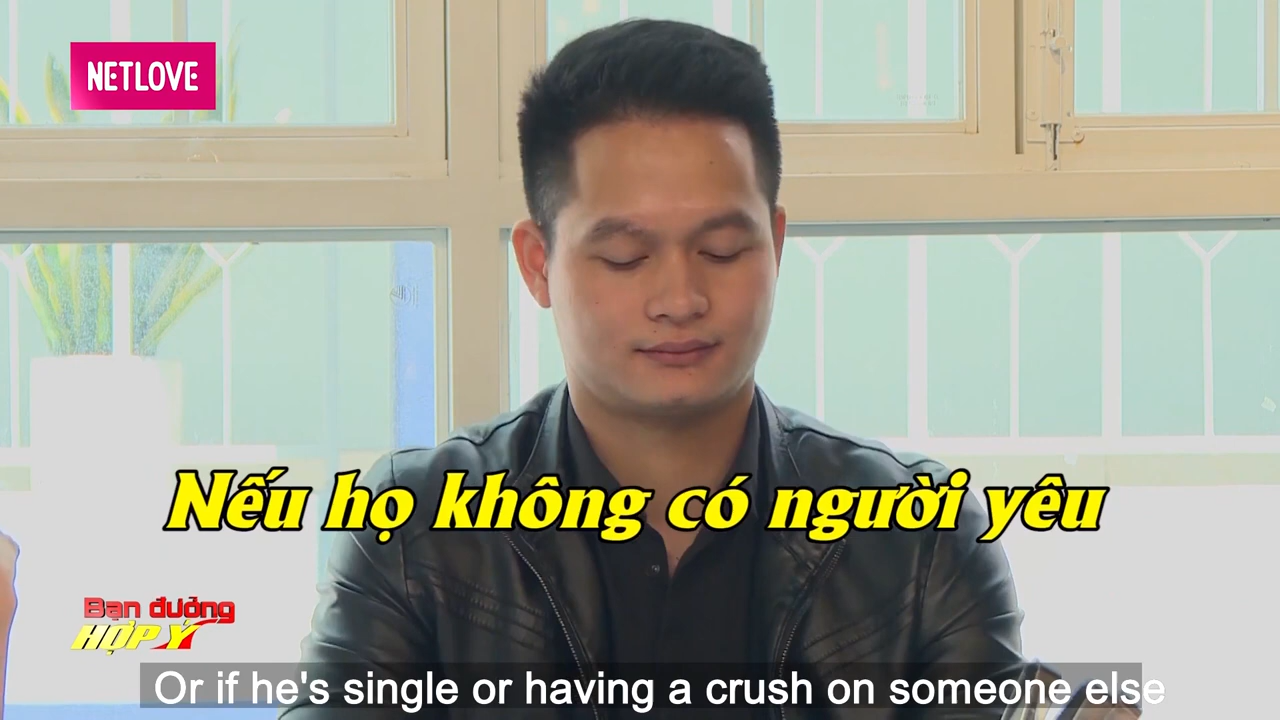 NETLOVE
Nếu họ không có người yêu
Bạn đường
HỢP Ý
Or if he's single or having a crush on someone else